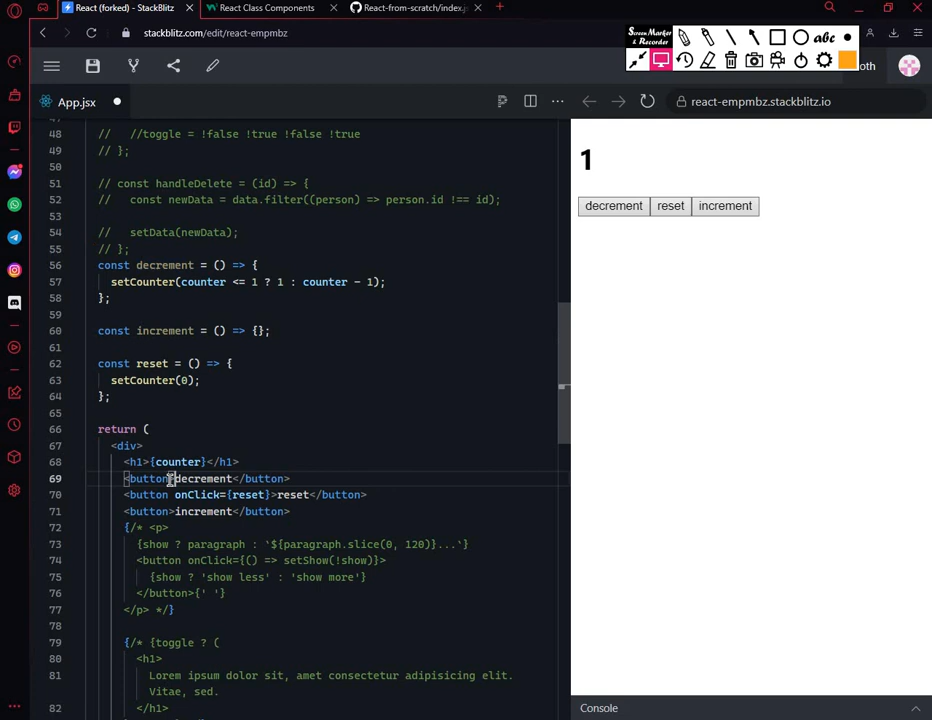 React (forked) - StackBlitz
React Class Components
React-from-scratch/index.j
stackblitz.com/edit/react-empmbz
Screen Marker
& Recorder
abc
oth
App.jsx
react-empmbz.stackblitz.io
48 //   //toggle = !false !true !false !true
49 // };
50
51 // const handleDelete = (id) => {
52 //   const newData = data.filter((person) => person.id !== id);
53
54 //   setData(newData);
55 // };
56 const decrement = () => {
57   setCounter(counter <= 1 ? 1 : counter - 1);
58 };
59
60 const increment = () => {};
61
62 const reset = () => {
63   setCounter(0);
64 };
65
66 return (
67   <div>
68     <h1>{counter}</h1>
69     <button>decrement</button>
70     <button onClick={reset}>reset</button>
71     <button>increment</button>
72     {/* <p>
73       {show ? paragraph : `${paragraph.slice(0, 120)}...`}
74       <button onClick={() => setShow(!show)}>
75         {show ? 'show less' : 'show more'}
76       </button>{' '}
77     </p> */}
78
79     {/* {toggle ? (
80       <h1>
81         Lorem ipsum dolor sit, amet consectetur adipisicing elit.
Vitae, sed.
82       </h1>
1
decrement reset increment
Console